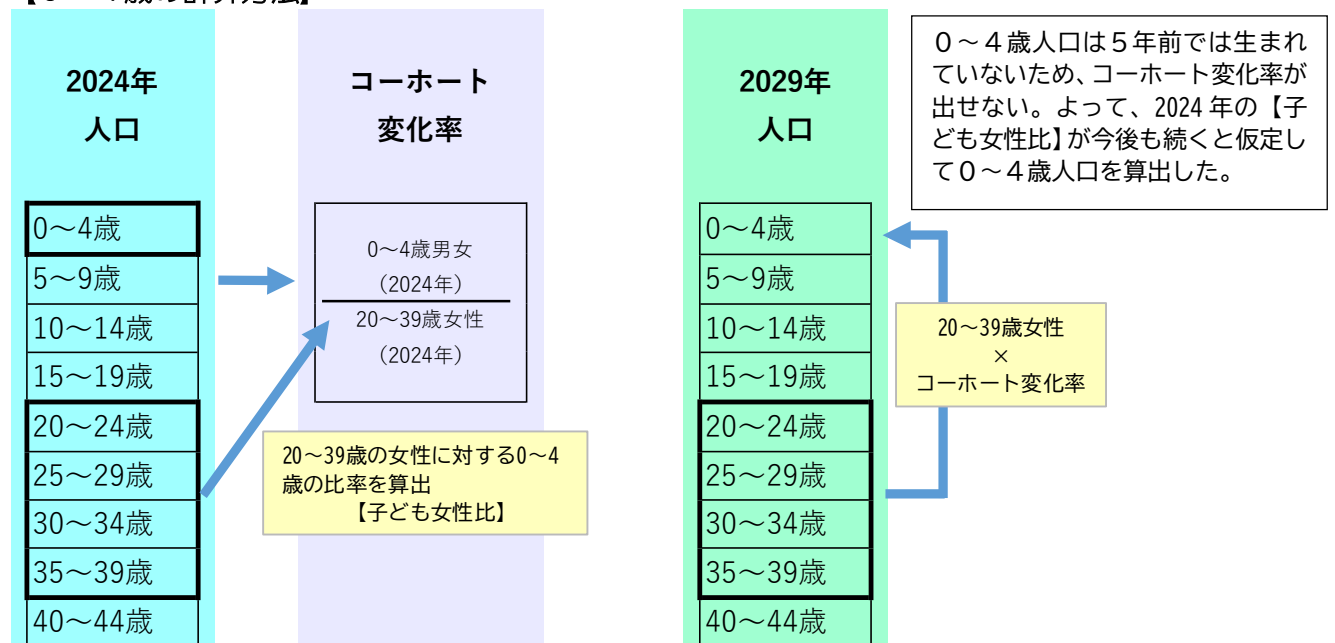 2024年
人口
0～4歳
5～9歳
10～14歳
15～19歳
20～24歳
25～29歳
30～34歳
35～39歳
40～44歳
コーホート
変化率
0～4歳男女
（2024年）
20～39歳女性
（2024年）
20～39歳の女性に対する0～4
歳の比率を算出
【子ども女性比】
2029年
人口
0～4歳
5～9歳
10～14歳
15～19歳
20～24歳
25～29歳
30～34歳
35～39歳
40～44歳
０～４歳人口は５年前では生まれ
ていないため、コーホート変化率が
出せない。よって、2024 年の【子
ども女性比】が今後も続くと仮定し
て０～４歳人口を算出した。
20～39歳女性
×
コーホート変化率